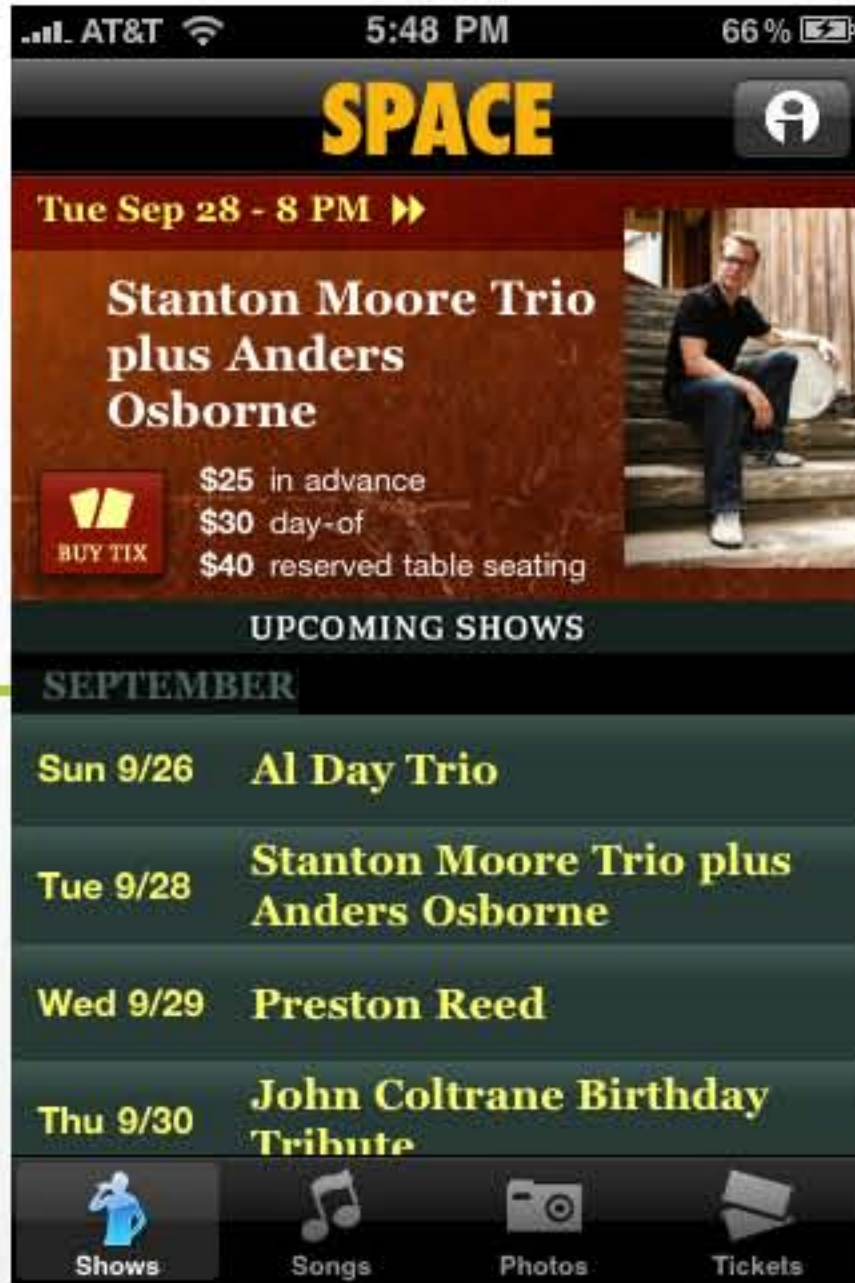 AT&T 5:48 PM 66%
SPACE
Tue Sep 28 - 8 PM
Stanton Moore Trio
plus Anders
Osborne
BUY TIX
$25 in advance
$30 day-of
$40 reserved table seating
UPCOMING SHOWS
SEPTEMBER
Sun 9/26 Al Day Trio
Tue 9/28 Stanton Moore Trio plus
Anders Osborne
Wed 9/29 Preston Reed
Thu 9/30 John Coltrane Birthday
Tribute
Shows Songs Photos Tickets